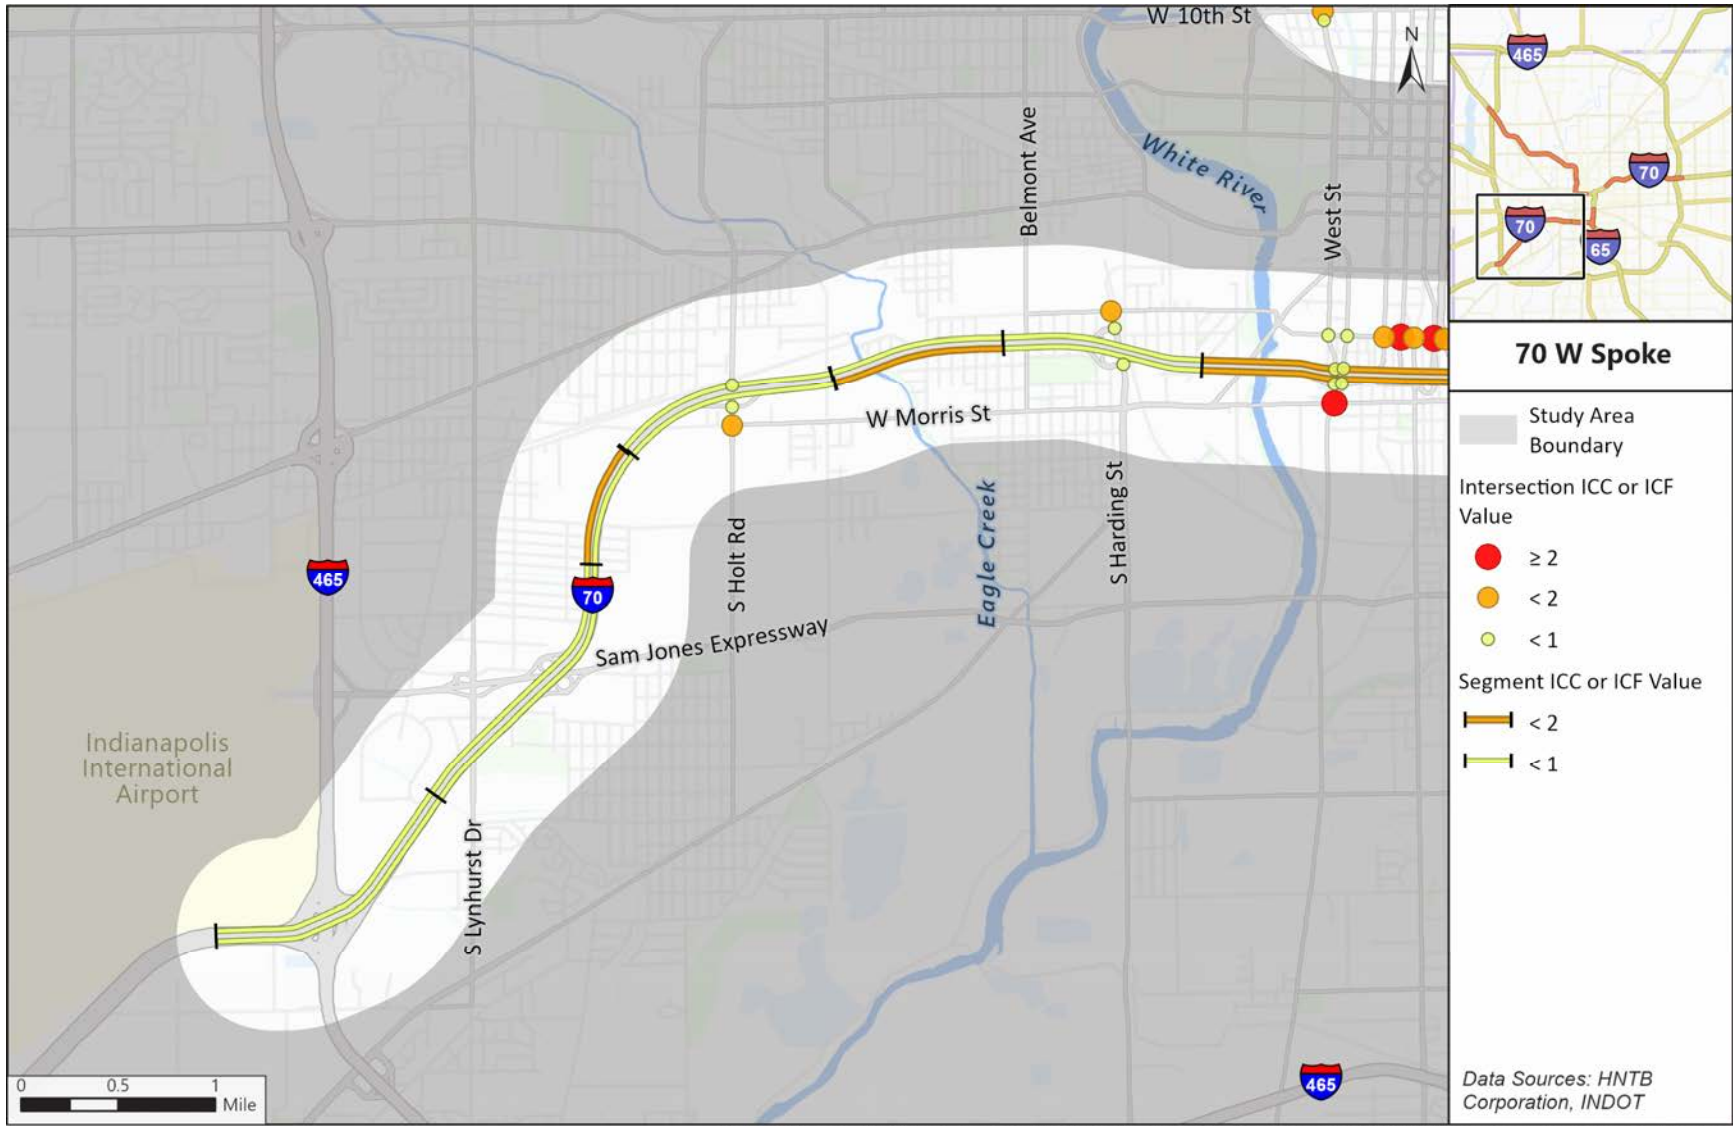 W 10th St
N
White River
Belmont Ave
West St
W Morris St
S Holt Rd
S Harding St
Eagle Creek
465
70
Sam Jones Expressway
Indianapolis
International
Airport
S Lynhurst Dr
465
0 0.5 1
Mile
465
70
70
65
70 W Spoke
Study Area
Boundary
Intersection ICC or ICF
Value
≥ 2
< 2
< 1
Segment ICC or ICF Value
< 2
< 1
Data Sources: HNTB
Corporation, INDOT